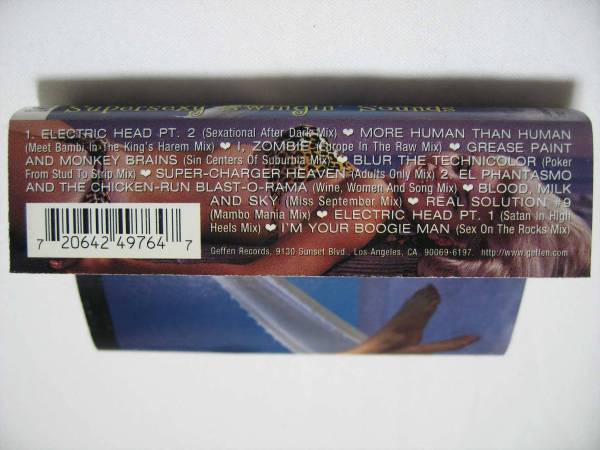 Supersexy Swingin' Sounds
1. ELECTRIC HEAD PT. 2 (Sexational After Dark Mix) ❤ MORE HUMAN THAN HUMAN
(Meet Bambi In The King's Harem Mix) ❤ I, ZOMBIE (Europe In The Raw Mix) ❤ GREASE PAINT
AND MONKEY BRAINS (Sin Centers Of Suburbia Mix) ❤ BLUR THE TECHNICOLOR (Poker
From Stud To Strip Mix) ❤ SUPER-CHARGER HEAVEN (Adults Only Mix) 2. EL PHANTASMO
AND THE CHICKEN-RUN BLAST-O-RAMA (Wine, Women And Song Mix) ❤ BLOOD, MILK
AND SKY (Miss September Mix) ❤ REAL SOLUTION #9
(Mambo Mania Mix) ❤ ELECTRIC HEAD PT. 1 (Satan In High
Heels Mix) ❤ I'M YOUR BOOGIE MAN (Sex On The Rocks Mix)
7 20642 49764 7
Geffen Records, 9130 Sunset Blvd., Los Angeles, CA 90069-6197. http://www.geffen.com